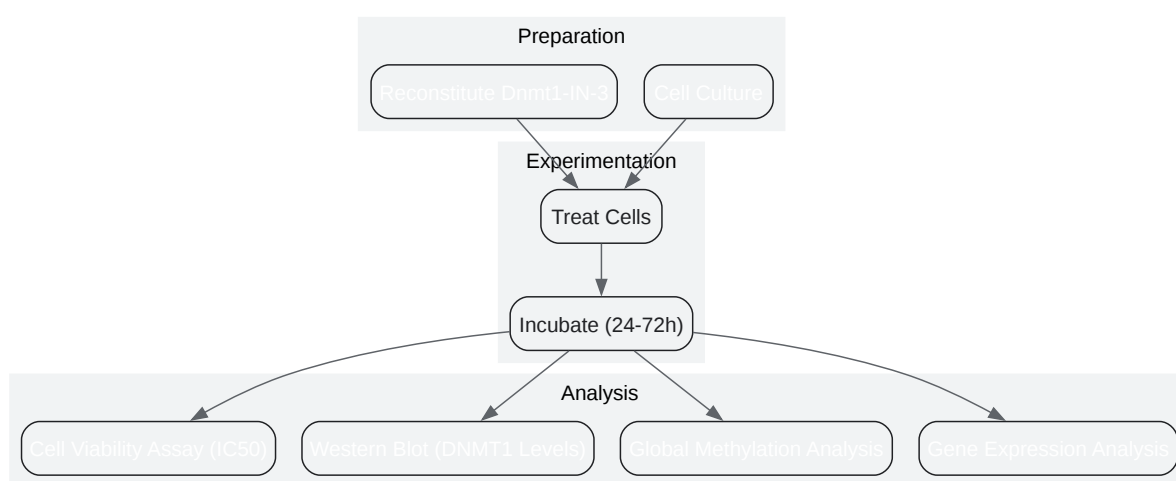 Preparation
Reconstitute Dnmt1-IN-3
Cell Culture
Experimentation
Treat Cells
Incubate (24-72h)
Analysis
Cell Viability Assay (IC50)
Western Blot (DNMT1 Levels)
Global Methylation Analysis
Gene Expression Analysis